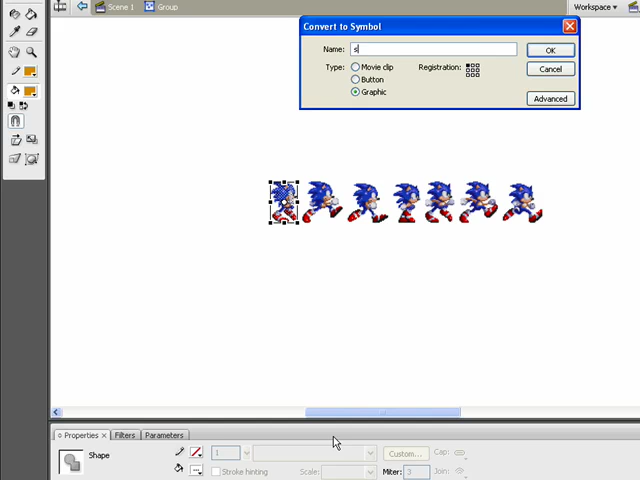 Scene 1 Group Workspace
Convert to Symbol
Name: s
OK
Type: Movie clip
Registration:
Cancel
Button
Graphic
Advanced
Properties × Filters Parameters
Shape
1
Custom...
Cap:
Stroke hinting
Scale:
Miter: 3
Join: